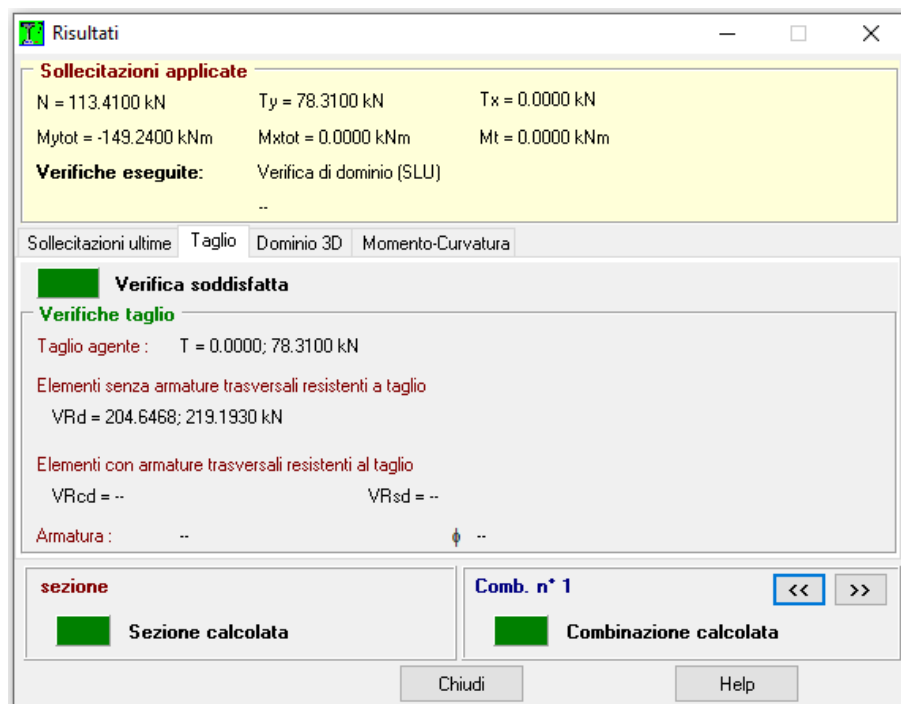 Risultati
Sollecitazioni applicate
N = 113.4100 kN Ty = 78.3100 kN Tx = 0.0000 kN
Mytot = -149.2400 kNm Mxtot = 0.0000 kNm Mt = 0.0000 kNm
Verifiche eseguite: Verifica di dominio (SLU)
--
Sollecitazioni ultime Taglio Dominio 3D Momento-Curvatura
Verifica soddisfatta
Verifiche taglio
Taglio agente : T = 0.0000; 78.3100 kN
Elementi senza armature trasversali resistenti a taglio
VRd = 204.6468; 219.1930 kN
Elementi con armature trasversali resistenti al taglio
VRcd = -- VRsd = --
Armatura : -- ϕ --
sezione Comb. n° 1 << >>
Sezione calcolata Combinazione calcolata
Chiudi Help